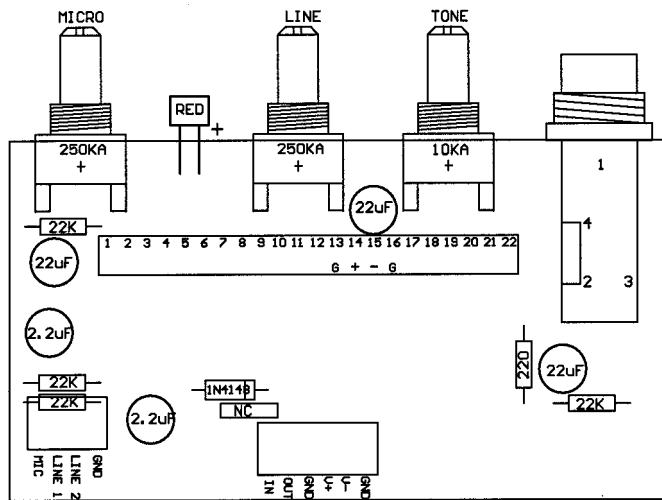 MICRO LINE TONE
RED
+
250KA 250KA 10KA
+ + +
1
22K 22uF
4
1 2 3 4 5 6 7 8 9 10 11 12 13 14 15 16 17 18 19 20 21 22
22uF G + - G
2 3
2.2uF
220 22uF
22K 1N4148
22K NC 22K
2.2uF
MIC LINE 1 LINE 2 GND
IN OUT GND V+ V- GND